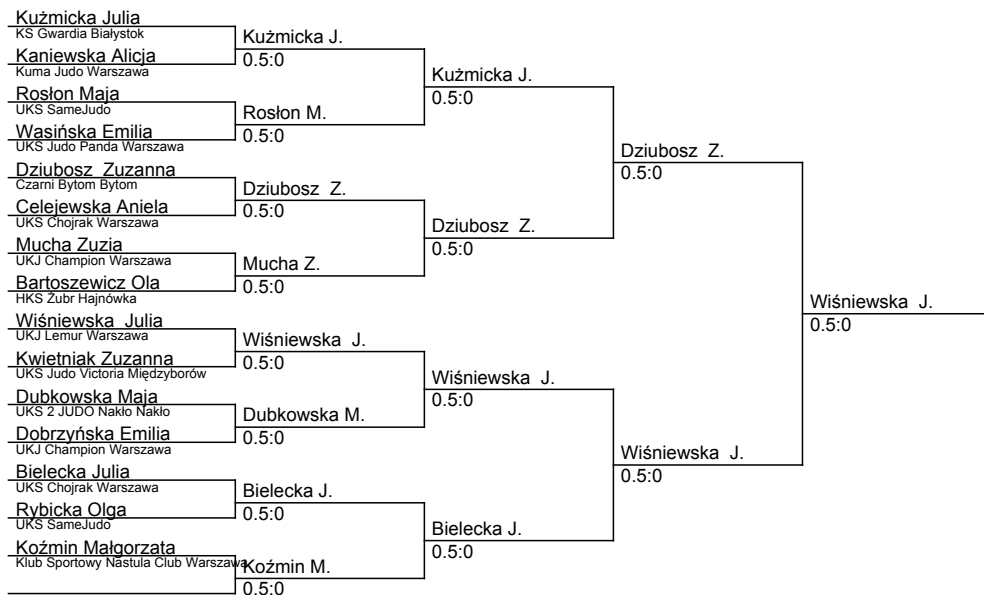 Kużmicka Julia
KS Gwardia Białystok
Kaniewska Alicja
Kuma Judo Warszawa
Rosłon Maja
UKS SameJudo
Wasińska Emilia
UKS Judo Panda Warszawa
Dziubosz  Zuzanna
Czarni Bytom Bytom
Celejewska Aniela
UKS Chojrak Warszawa
Mucha Zuzia
UKJ Champion Warszawa
Bartoszewicz Ola
HKS Żubr Hajnówka
Wiśniewska  Julia
UKJ Lemur Warszawa
Kwietniak Zuzanna
UKS Judo Victoria Międzyborów
Dubkowska Maja
UKS 2 JUDO Nakło Nakło
Dobrzyńska Emilia
UKJ Champion Warszawa
Bielecka Julia
UKS Chojrak Warszawa
Rybicka Olga
UKS SameJudo
Koźmin Małgorzata
Klub Sportowy Nastula Club Warszawa
Kużmicka J.
0.5:0
Rosłon M.
0.5:0
Dziubosz  Z.
0.5:0
Mucha Z.
0.5:0
Wiśniewska  J.
0.5:0
Dubkowska M.
0.5:0
Bielecka J.
0.5:0
Koźmin M.
0.5:0
Kużmicka J.
0.5:0
Dziubosz  Z.
0.5:0
Wiśniewska  J.
0.5:0
Bielecka J.
0.5:0
Dziubosz  Z.
0.5:0
Wiśniewska  J.
0.5:0
Wiśniewska  J.
0.5:0